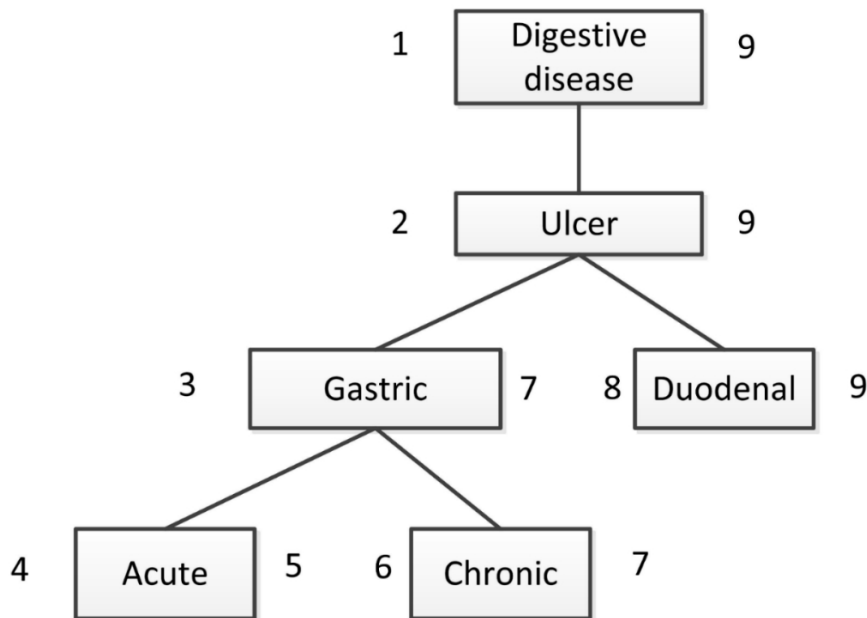 1 Digestive disease 9
2 Ulcer 9
3 Gastric 7 8 Duodenal 9
4 Acute 5 6 Chronic 7